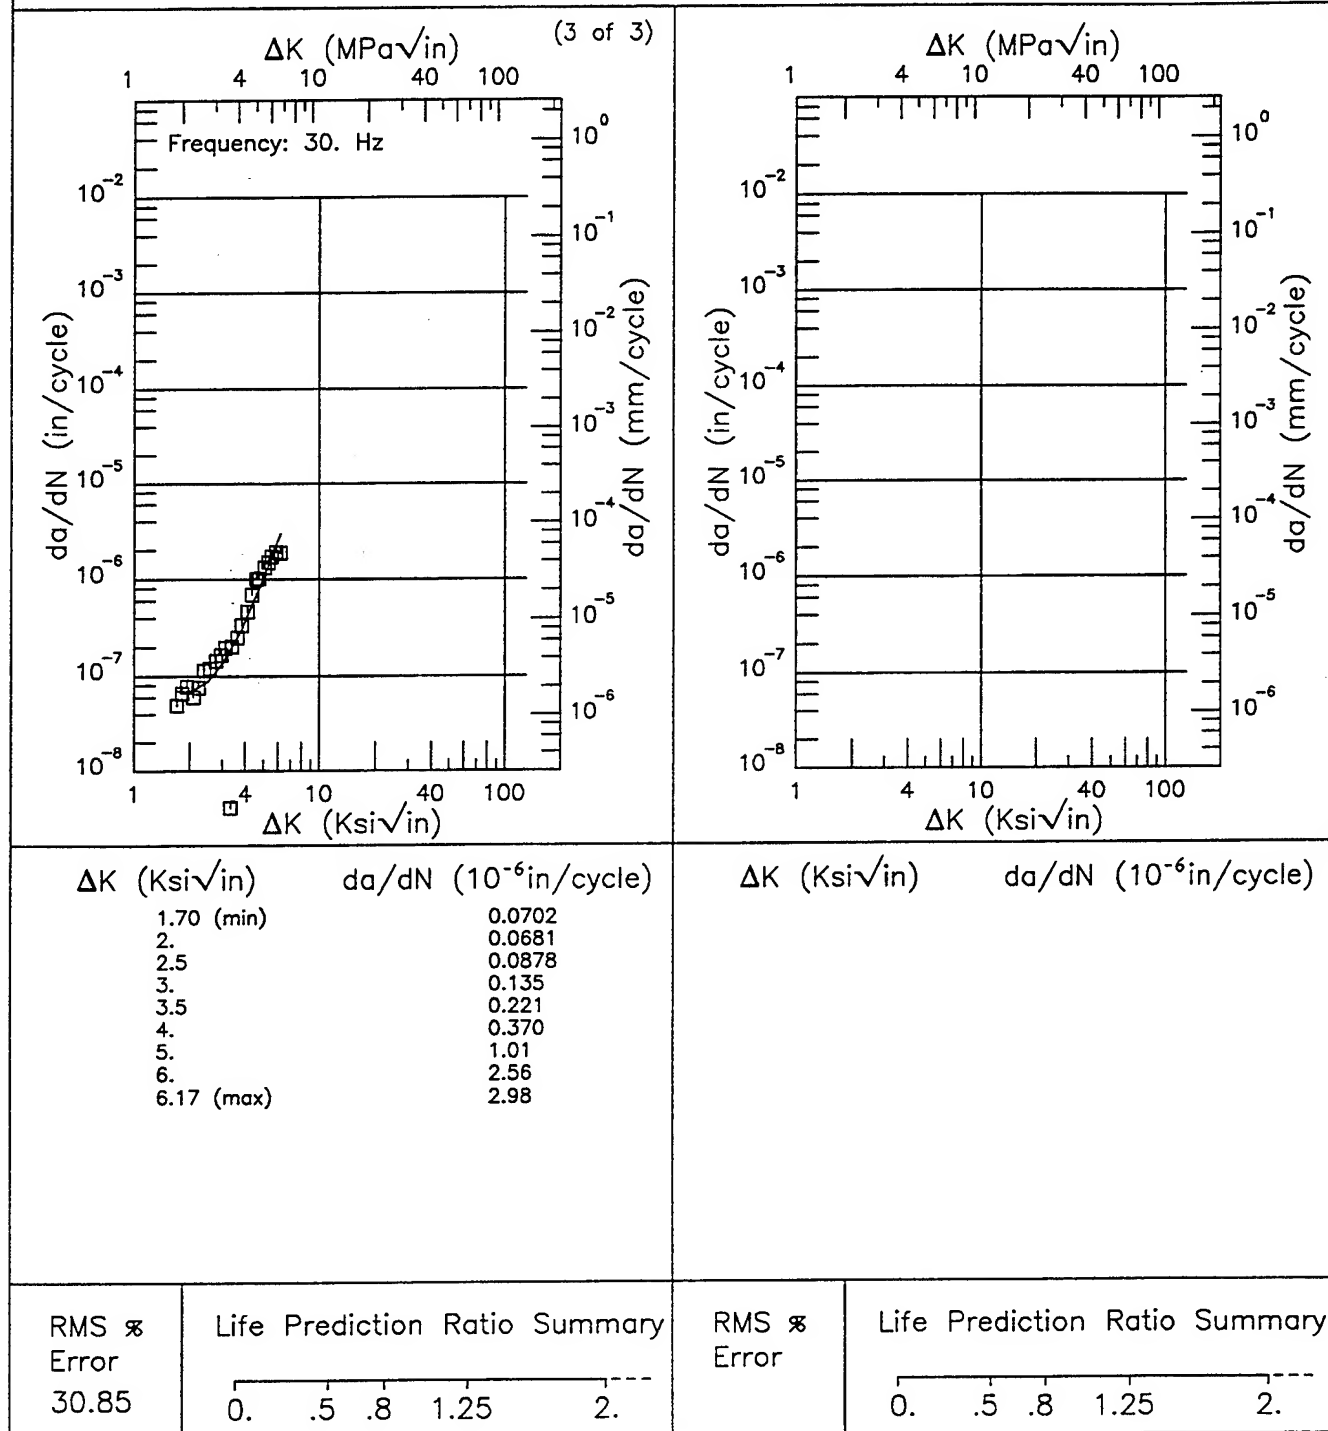 (3 of 3)
ΔK (MPa√in)
1 4 10 40 100
Frequency: 30. Hz
10⁰
10⁻²
10⁻¹
10⁻³
10⁻²
10⁻⁴
10⁻³
10⁻⁵
10⁻⁴
10⁻⁶
10⁻⁵
10⁻⁷
10⁻⁶
10⁻⁸
da/dN (in/cycle)
da/dN (mm/cycle)
1 4 10 40 100
ΔK (Ksi√in)
ΔK (MPa√in)
1 4 10 40 100
10⁰
10⁻²
10⁻¹
10⁻³
10⁻²
10⁻⁴
10⁻³
10⁻⁵
10⁻⁴
10⁻⁶
10⁻⁵
10⁻⁷
10⁻⁶
10⁻⁸
da/dN (in/cycle)
da/dN (mm/cycle)
1 4 10 40 100
ΔK (Ksi√in)
ΔK (Ksi√in) da/dN (10⁻⁶in/cycle)
1.70 (min) 0.0702
2. 0.0681
2.5 0.0878
3. 0.135
3.5 0.221
4. 0.370
5. 1.01
6. 2.56
6.17 (max) 2.98
ΔK (Ksi√in) da/dN (10⁻⁶in/cycle)
RMS %
Error
30.85
Life Prediction Ratio Summary
0. .5 .8 1.25 2.
RMS %
Error
Life Prediction Ratio Summary
0. .5 .8 1.25 2.